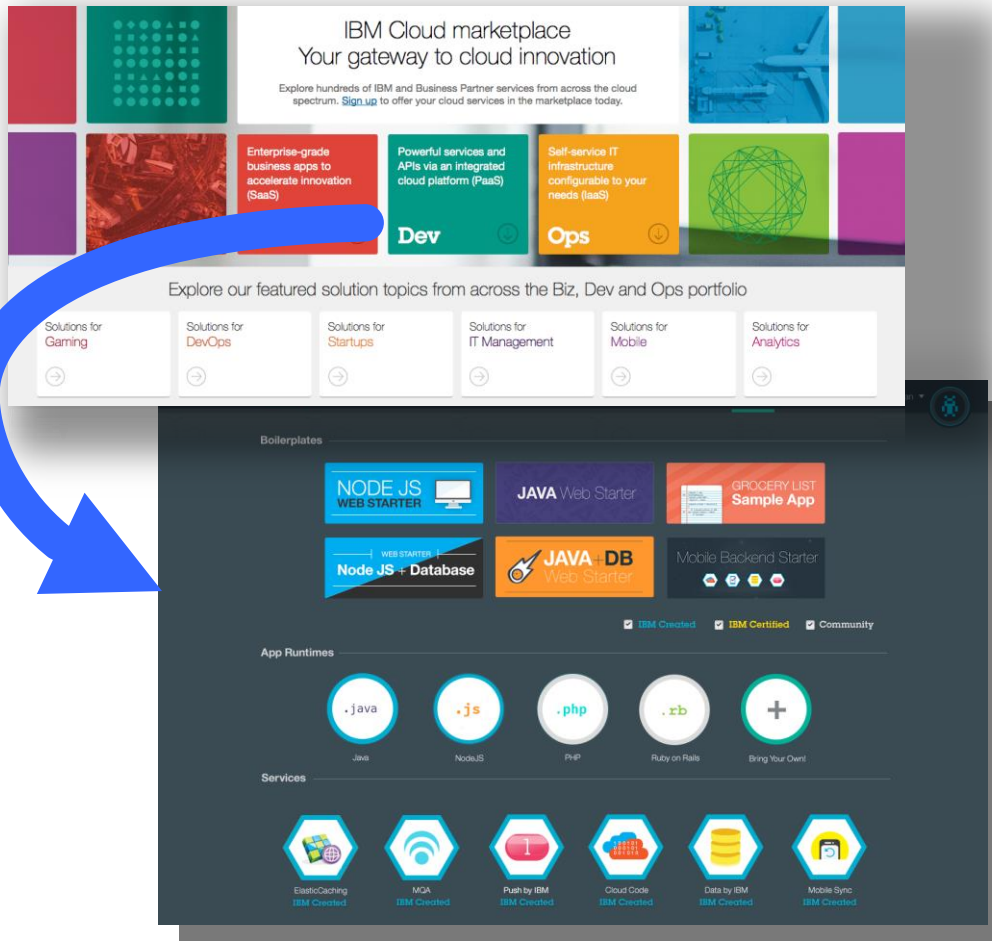 IBM Cloud marketplace
Your gateway to cloud innovation
Explore hundreds of IBM and Business Partner services from across the cloud
spectrum. Sign up to offer your cloud services in the marketplace today.
Enterprise-grade
business apps to
accelerate innovation
(SaaS)
Powerful services and
APIs via an integrated
cloud platform (PaaS)
Dev
Self-service IT
infrastructure
configurable to your
needs (IaaS)
Ops
Explore our featured solution topics from across the Biz, Dev and Ops portfolio
Solutions for
Gaming
Solutions for
DevOps
Solutions for
Startups
Solutions for
IT Management
Solutions for
Mobile
Solutions for
Analytics
Boilerplates
NODE JS
WEB STARTER
JAVA Web Starter
GROCERY LIST
Sample App
WEB STARTER
Node JS + Database
JAVA+DB
Web Starter
Mobile Backend Starter
IBM Created
IBM Certified
Community
App Runtimes
.java
.js
.php
.rb
+
Java
NodeJS
PHP
Ruby on Rails
Bring Your Own!
Services
1
ElasticCaching
IBM Created
MQA
IBM Created
Push by IBM
IBM Created
Cloud Code
IBM Created
Data by IBM
IBM Created
Mobile Sync
IBM Created